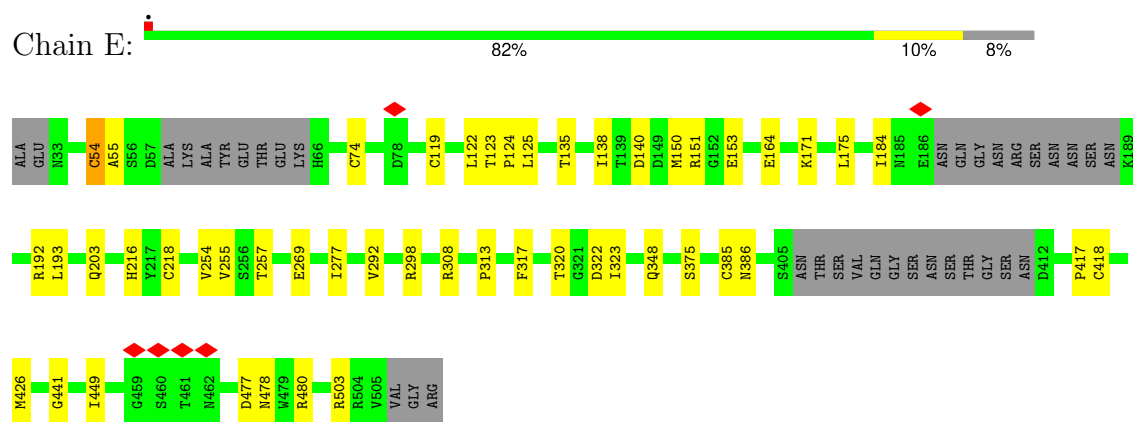 Chain E:
82% 10% 8%
ALA GLU N33 C54 A55 S56 D57 ALA LYS ALA TYR GLU THR GLU LYS H66 C74 D78 C119 L122 T123 P124 L125 T135 I138 T139 D140 D149 M150 R151 G152 E153 E164 K171 L175 I184 N185 E186 ASN GLN GLY ASN ARG SER ASN ASN SER ASN K189
R192 L193 Q203 H216 Y217 C218 V254 V255 S256 T257 E269 I277 V292 R298 R308 P313 F317 T320 G321 D322 I323 Q348 S375 C385 N386 S405 ASN THR SER VAL GLN GLY SER ASN SER THR GLY SER ASN D412 P417 C418
M426 G441 I449 G459 S460 T461 N462 D477 N478 W479 R480 R503 R504 V505 VAL GLY ARG